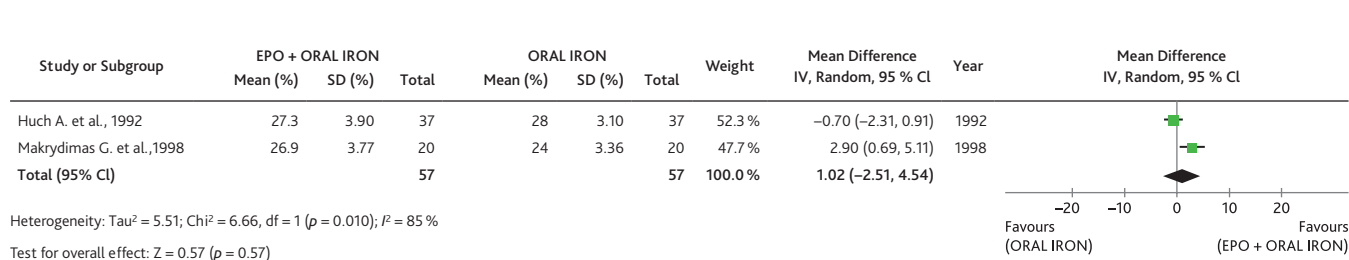 Study or Subgroup EPO + ORAL IRON ORAL IRON Weight Mean Difference IV, Random, 95 % Cl Year Mean Difference IV, Random, 95 % Cl
Mean (%) SD (%) Total Mean (%) SD (%) Total
Huch A. et al., 1992 27.3 3.90 37 28 3.10 37 52.3 % −0.70 (−2.31, 0.91) 1992
Makrydimas G. et al.,1998 26.9 3.77 20 24 3.36 20 47.7 % 2.90 (0.69, 5.11) 1998
Total (95% Cl) 57 57 100.0 % 1.02 (−2.51, 4.54)
−20 −10 0 10 20
Heterogeneity: Tau² = 5.51; Chi² = 6.66, df = 1 (p = 0.010); I² = 85 %
Test for overall effect: Z = 0.57 (p = 0.57)
Favours (ORAL IRON)
Favours (EPO + ORAL IRON)